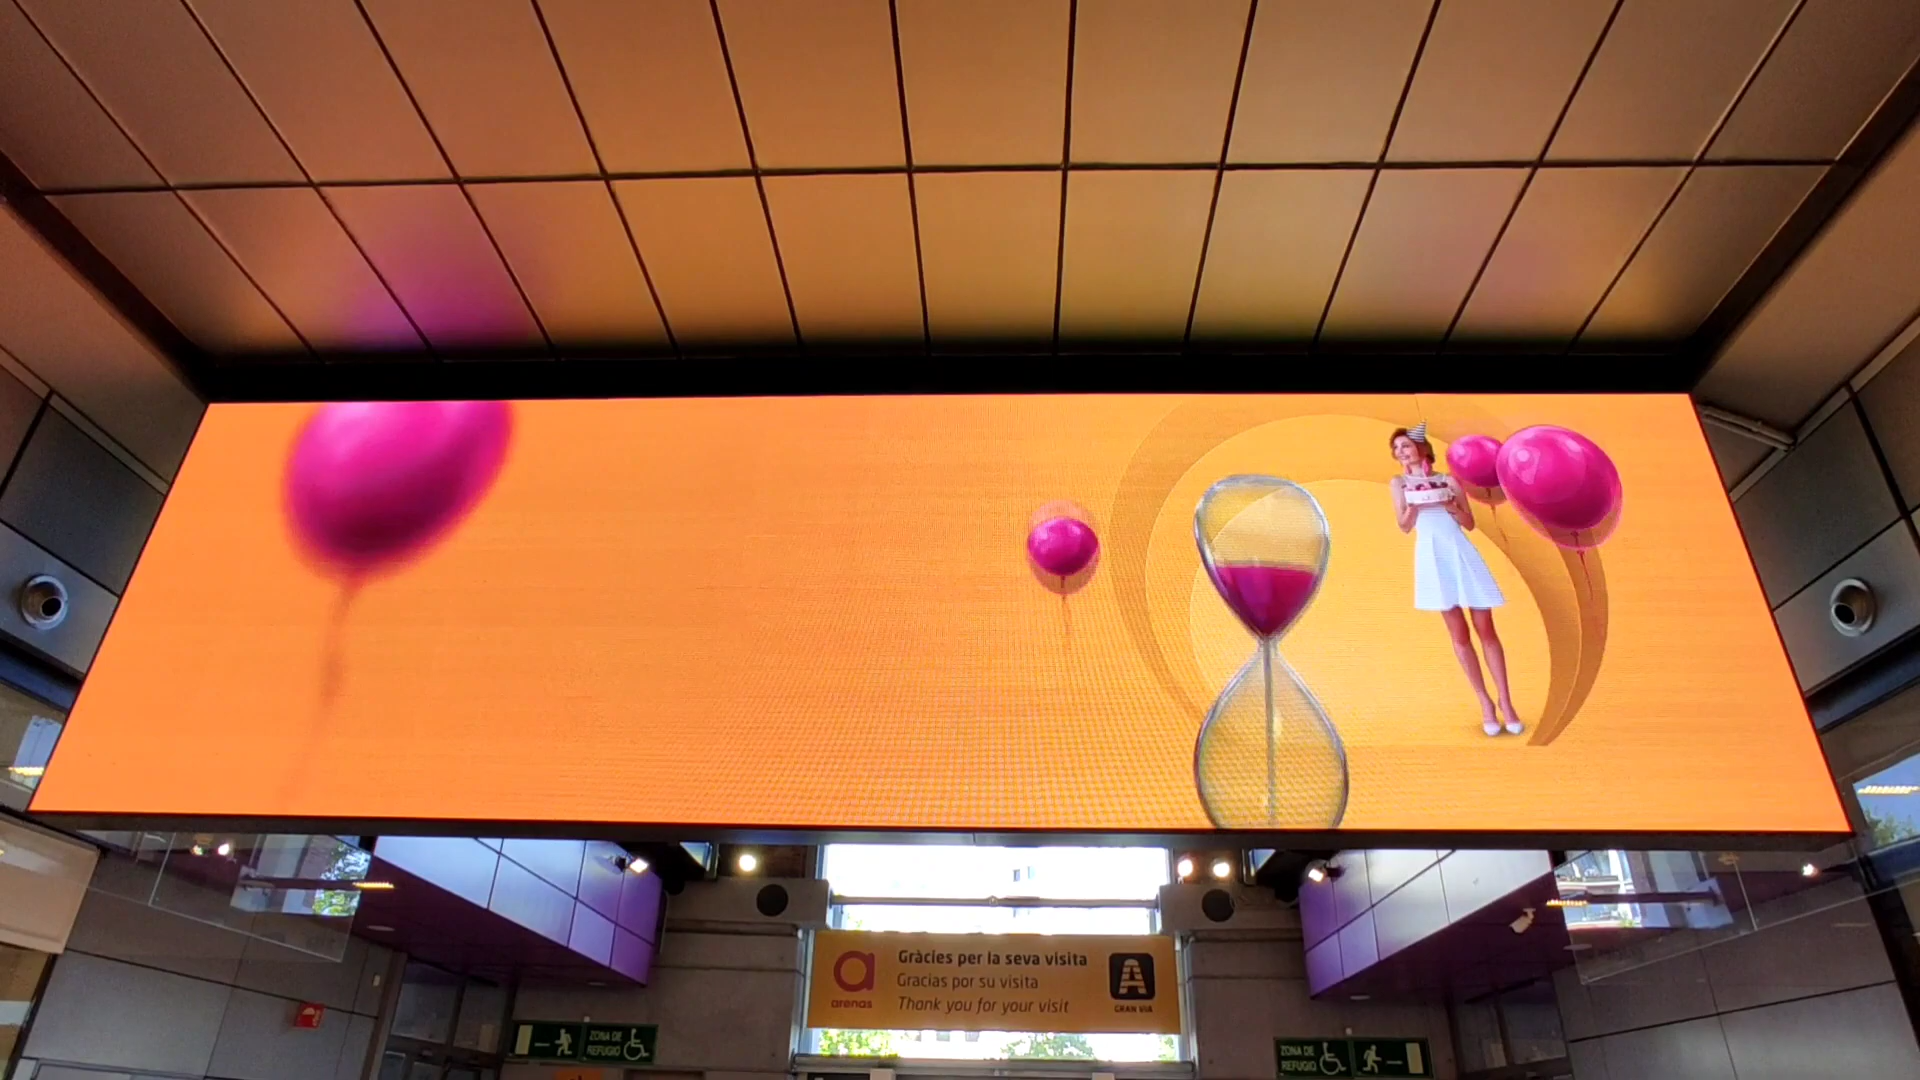 arenas
Gràcies per la seva visita
Gracias por su visita
Thank you for your visit
GRAN VIA
ZONA DE
REFUGIO
ZONA DE
REFUGIO